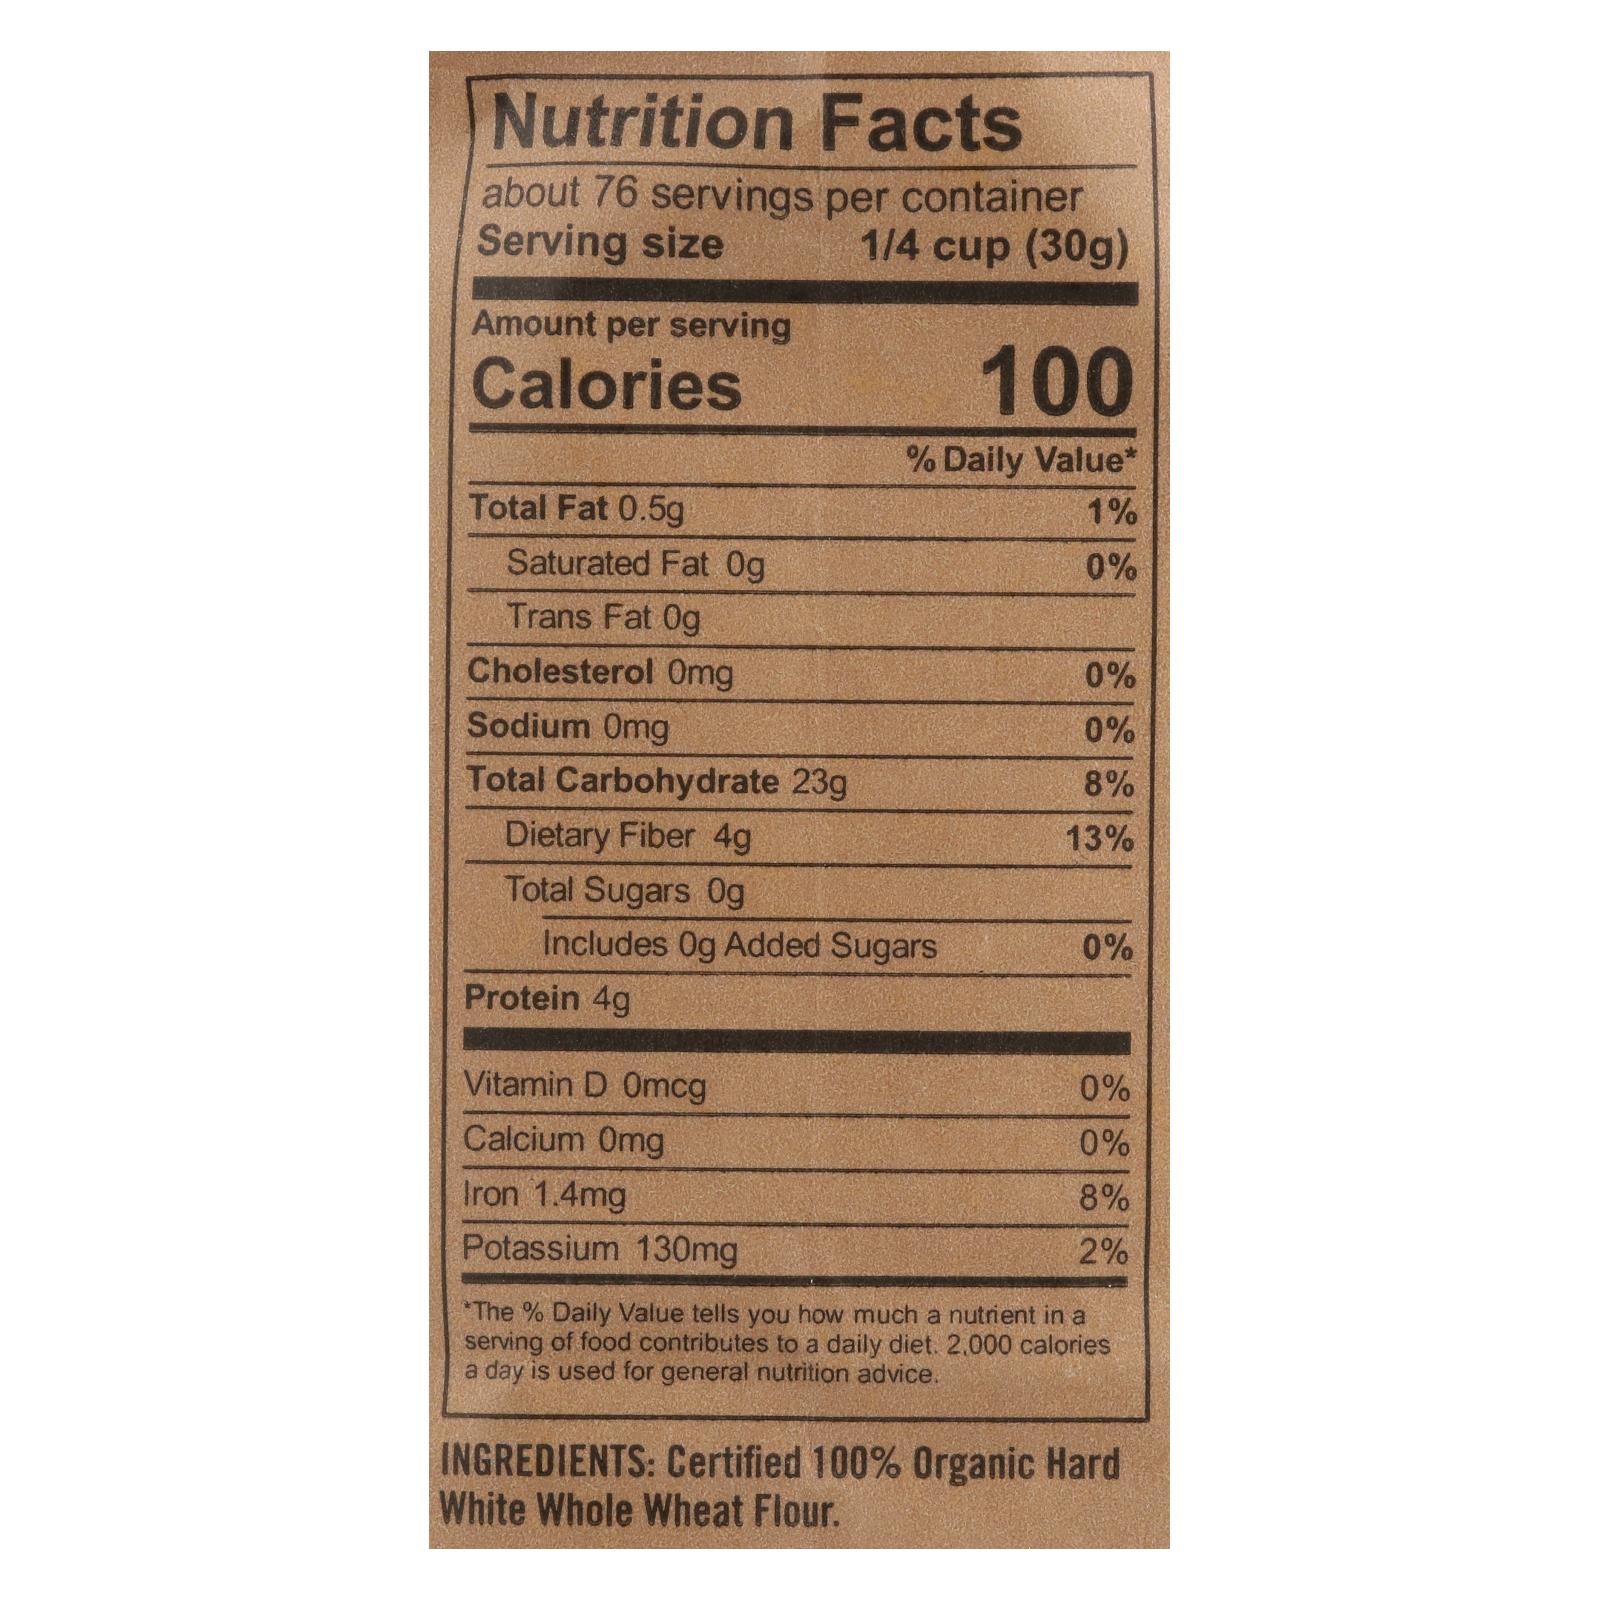 Nutrition Facts
about 76 servings per container
Serving size 1/4 cup (30g)
Amount per serving
Calories 100
% Daily Value*
Total Fat 0.5g 1%
Saturated Fat 0g 0%
Trans Fat 0g
Cholesterol 0mg 0%
Sodium 0mg 0%
Total Carbohydrate 23g 8%
Dietary Fiber 4g 13%
Total Sugars 0g
Includes 0g Added Sugars 0%
Protein 4g
Vitamin D 0mcg 0%
Calcium 0mg 0%
Iron 1.4mg 8%
Potassium 130mg 2%
*The % Daily Value tells you how much a nutrient in a
serving of food contributes to a daily diet. 2,000 calories
a day is used for general nutrition advice.
INGREDIENTS: Certified 100% Organic Hard
White Whole Wheat Flour.